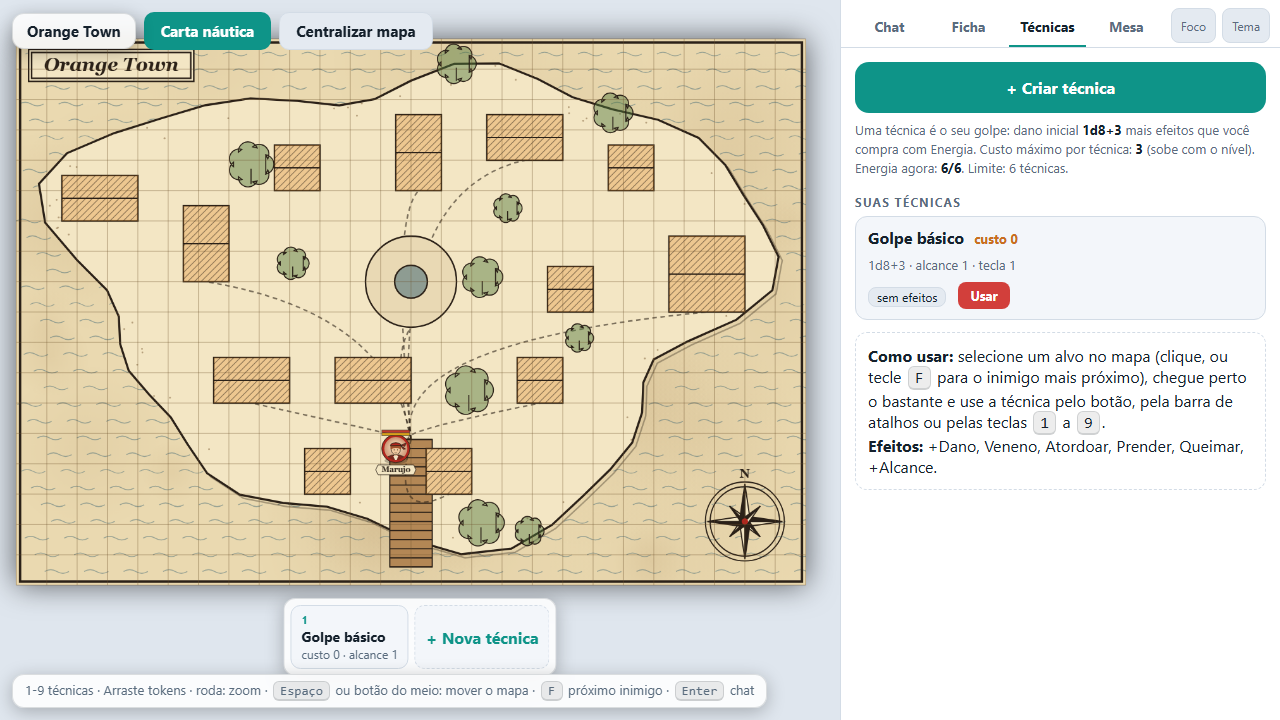 Orange Town
Carta náutica
Centralizar mapa
Orange Town
Marujo
N
1
Golpe básico
custo 0 · alcance 1
+ Nova técnica
1-9 técnicas · Arraste tokens · roda: zoom · Espaço ou botão do meio: mover o mapa · F próximo inimigo · Enter chat
Chat
Ficha
Técnicas
Mesa
Foco
Tema
+ Criar técnica
Uma técnica é o seu golpe: dano inicial 1d8+3 mais efeitos que você
compra com Energia. Custo máximo por técnica: 3 (sobe com o nível).
Energia agora: 6/6. Limite: 6 técnicas.
SUAS TÉCNICAS
Golpe básico custo 0
1d8+3 · alcance 1 · tecla 1
sem efeitos
Usar
Como usar: selecione um alvo no mapa (clique, ou
tecle F para o inimigo mais próximo), chegue perto
o bastante e use a técnica pelo botão, pela barra de
atalhos ou pelas teclas 1 a 9.
Efeitos: +Dano, Veneno, Atordoar, Prender, Queimar,
+Alcance.